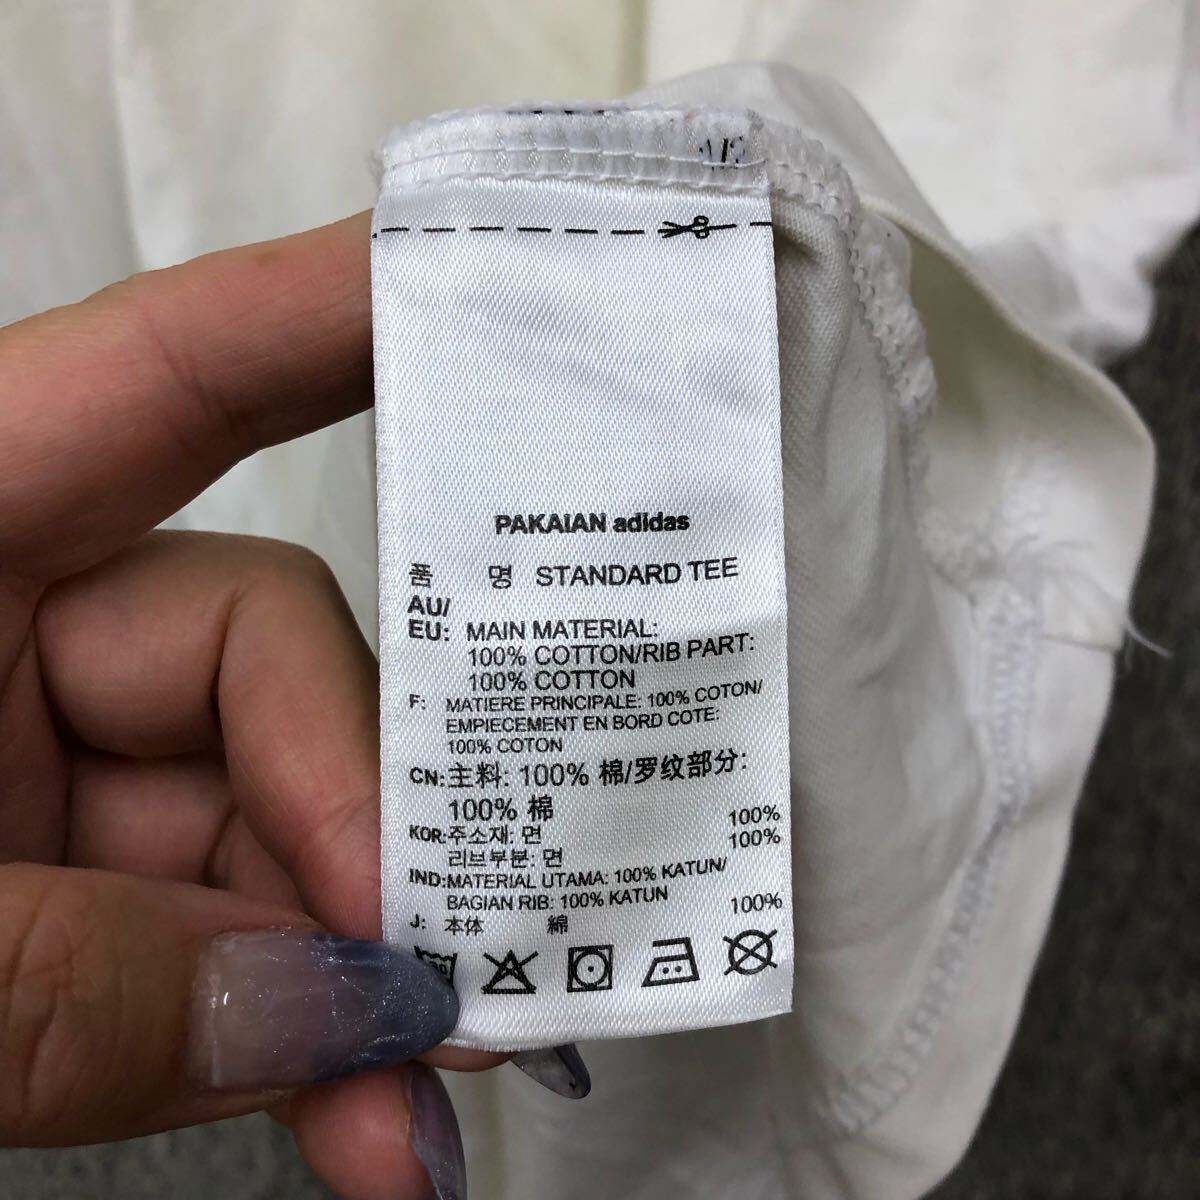 PAKAIAN adidas
품 명 STANDARD TEE
AU/
EU: MAIN MATERIAL:
100% COTTON/RIB PART:
100% COTTON
F: MATIERE PRINCIPALE: 100% COTON/
EMPIECEMENT EN BORD COTE:
100% COTON
CN: 主料: 100% 棉/罗纹部分:
100% 棉
100%
KOR: 주소재: 면 100%
리브부분: 면
IND: MATERIAL UTAMA: 100% KATUN/
BAGIAN RIB: 100% KATUN
J: 本体 綿 100%